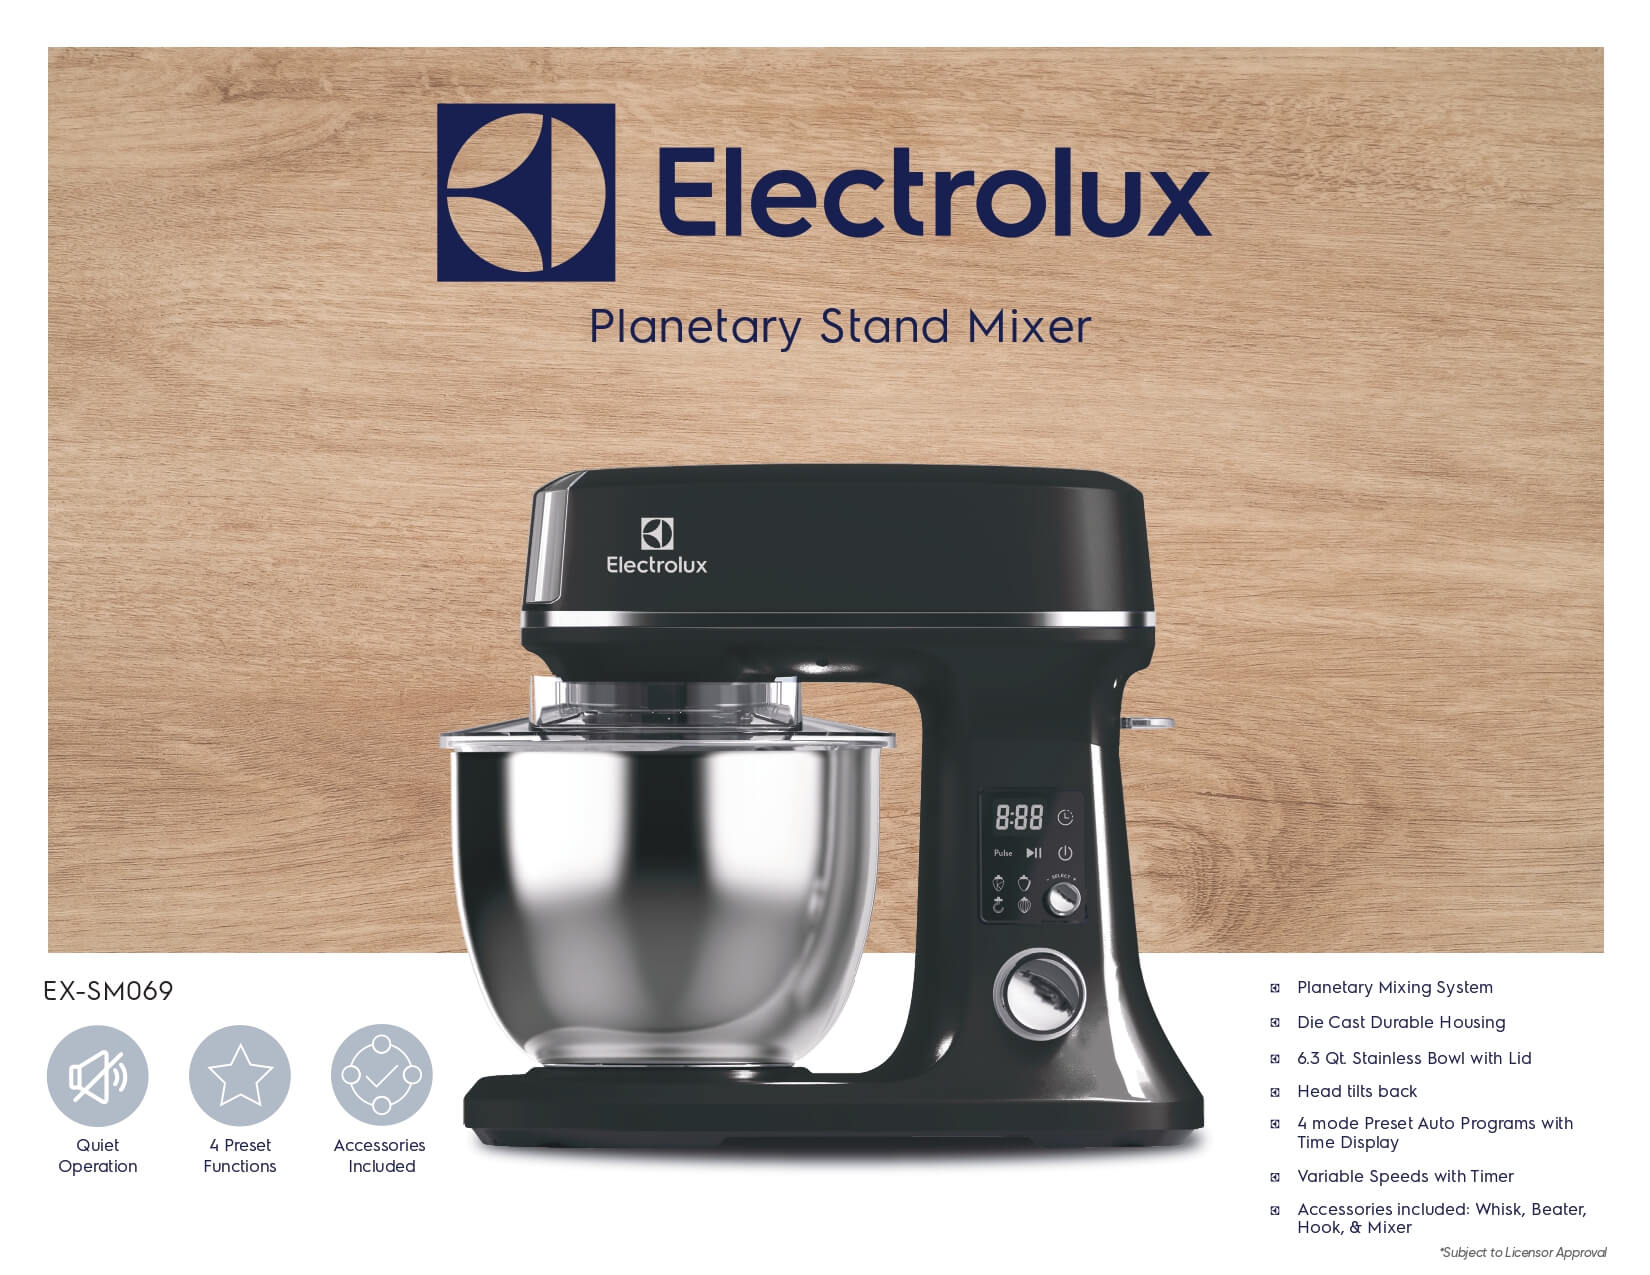 Electrolux
Planetary Stand Mixer
Electrolux
8:88
Pulse
- SELECT +
EX-SM069
Quiet
Operation
4 Preset
Functions
Accessories
Included
Planetary Mixing System
Die Cast Durable Housing
6.3 Qt. Stainless Bowl with Lid
Head tilts back
4 mode Preset Auto Programs with
Time Display
Variable Speeds with Timer
Accessories included: Whisk, Beater,
Hook, & Mixer
*Subject to Licensor Approval